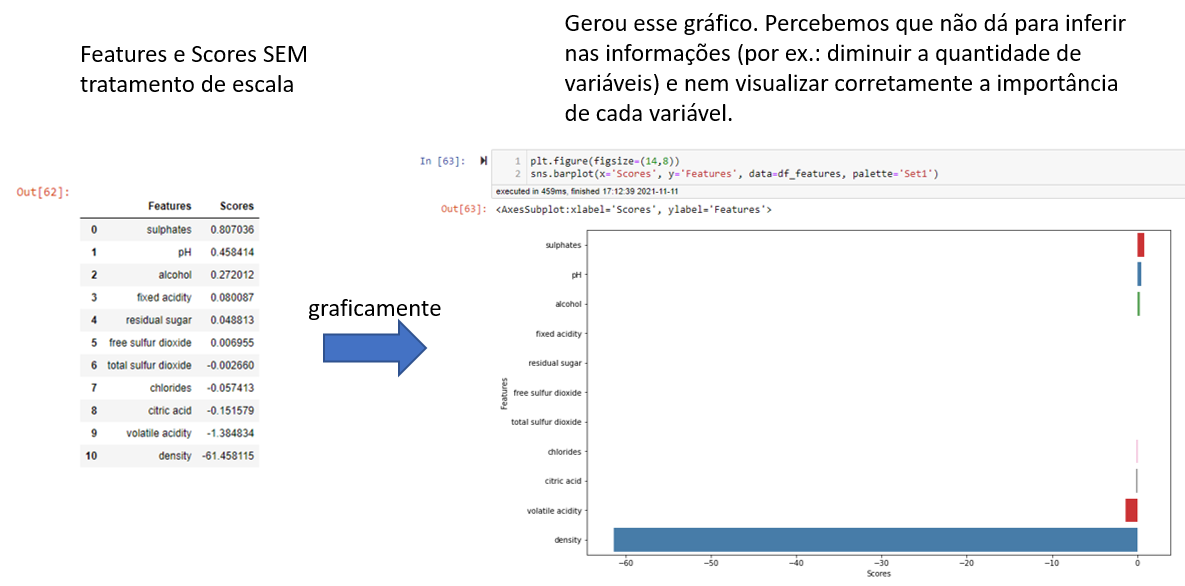 Features e Scores SEM
tratamento de escala
Gerou esse gráfico. Percebemos que não dá para inferir
nas informações (por ex.: diminuir a quantidade de
variáveis) e nem visualizar corretamente a importância
de cada variável.
Out[62]:
Features Scores
0 sulphates 0.807036
1 pH 0.458414
2 alcohol 0.272012
3 fixed acidity 0.080087
4 residual sugar 0.048813
5 free sulfur dioxide 0.006955
6 total sulfur dioxide -0.002660
7 chlorides -0.057413
8 citric acid -0.151579
9 volatile acidity -1.384834
10 density -61.458115
graficamente
In [63]:
1 plt.figure(figsize=(14,8))
2 sns.barplot(x='Scores', y='Features', data=df_features, palette='Set1')
executed in 459ms, finished 17:12:39 2021-11-11
Out[63]: <AxesSubplot:xlabel='Scores', ylabel='Features'>
Features
sulphates
pH
alcohol
fixed acidity
residual sugar
free sulfur dioxide
total sulfur dioxide
chlorides
citric acid
volatile acidity
density
−60 −50 −40 −30 −20 −10 0
Scores